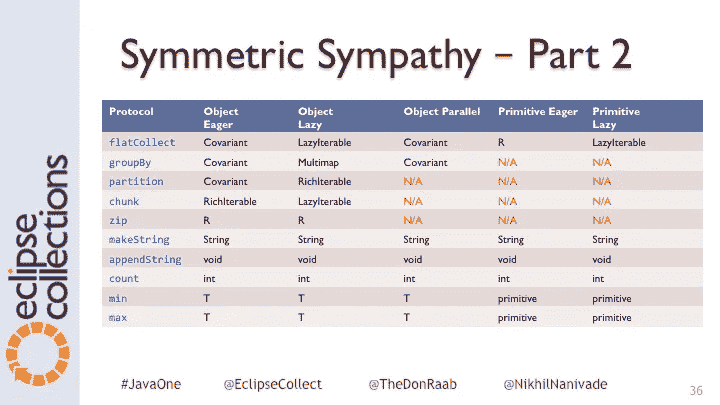 Symmetric Sympathy – Part 2
Protocol Object Eager Object Lazy Object Parallel Primitive Eager Primitive Lazy
flatCollect Covariant LazyIterable Covariant R LazyIterable
groupBy Covariant Multimap Covariant N/A N/A
partition Covariant RichIterable N/A N/A N/A
chunk RichIterable LazyIterable N/A N/A N/A
zip R R N/A N/A N/A
makeString String String String String String
appendString void void void void void
count int int int int int
min T T T primitive primitive
max T T T primitive primitive
eclipse
collections
#JavaOne @EclipseCollect @TheDonRaab @NikhilNanivade
36